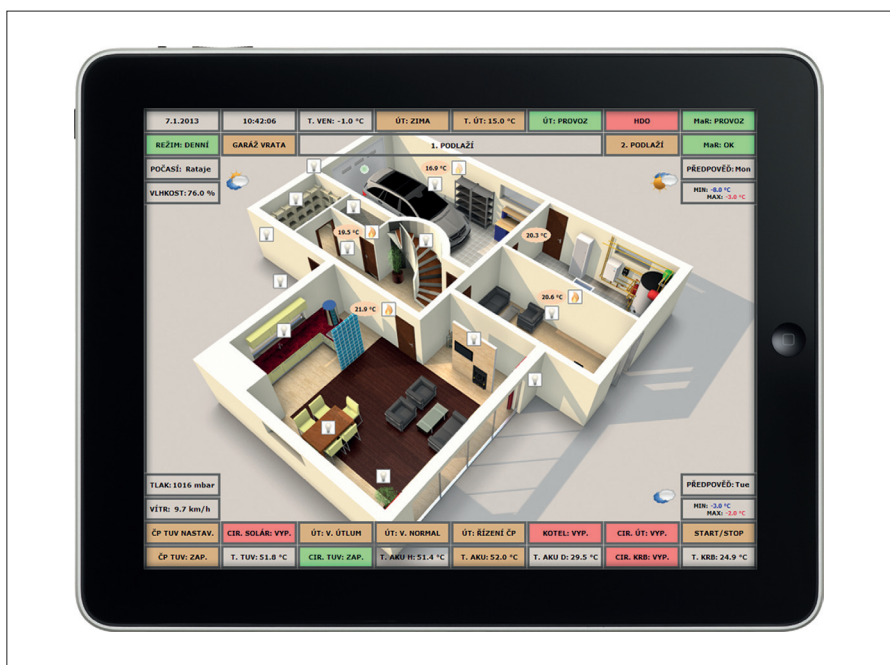 7.1.2013
10:42:06
T. VEN: -1.0 °C
ÚT: ZIMA
T. ÚT: 15.0 °C
ÚT: PROVOZ
HDO
MaR: PROVOZ
REŽIM: DENNÍ
GARÁŽ VRATA
1. PODLAŽÍ
2. PODLAŽÍ
MaR: OK
POČASÍ: Rataje
16.9 °C
PŘEDPOVĚĎ: Mon
VLHKOST: 76.0 %
MIN: -6.0 °C
MAX: -3.0 °C
19.5 °C
20.3 °C
20.6 °C
21.9 °C
TLAK: 1016 mbar
PŘEDPOVĚĎ: Tue
VÍTR: 9.7 km/h
MIN: -3.0 °C
MAX: -2.0 °C
ČP TUV NASTAV.
CIR. SOLÁR: VYP.
ÚT: V. ÚTLUM
ÚT: V. NORMAL
ÚT: ŘÍZENÍ ČP
KOTEL: VYP.
CIR. ÚT: VYP.
START/STOP
ČP TUV: ZAP.
T. TUV: 51.8 °C
CIR. TUV: ZAP.
T. AKU H: 51.4 °C
T. AKU: 52.0 °C
T. AKU D: 29.5 °C
CIR. KRB: VYP.
T. KRB: 24.9 °C